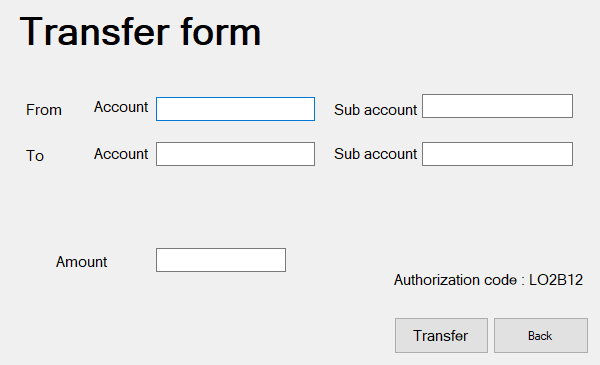 Transfer form
From Account Sub account
To Account Sub account
Amount
Authorization code : LO2B12
Transfer Back